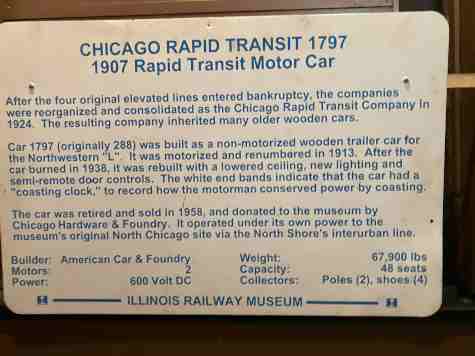 CHICAGO RAPID TRANSIT 1797
1907 Rapid Transit Motor Car
After the four original elevated lines entered bankruptcy, the companies
were reorganized and consolidated as the Chicago Rapid Transit Company in
1924. The resulting company inherited many older wooden cars.
Car 1797 (originally 288) was built as a non-motorized wooden trailer car for
the Northwestern "L". It was motorized and renumbered in 1913. After the
car burned in 1938, it was rebuilt with a lowered ceiling, new lighting and
semi-remote door controls. The white end bands indicate that the car had a
"coasting clock," to record how the motorman conserved power by coasting.
The car was retired and sold in 1958, and donated to the museum by
Chicago Hardware & Foundry. It operated under its own power to the
museum's original North Chicago site via the North Shore's interurban line.
Builder: American Car & Foundry Weight: 67,900 lbs
Motors: 2 Capacity: 48 seats
Power: 600 Volt DC Collectors: Poles (2), shoes (4)
ILLINOIS RAILWAY MUSEUM